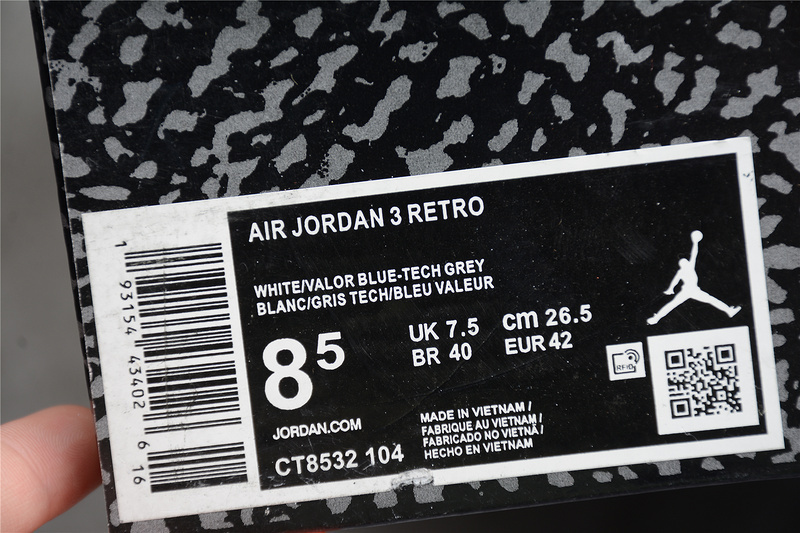 AIR JORDAN 3 RETRO
WHITE/VALOR BLUE-TECH GREY
BLANC/GRIS TECH/BLEU VALEUR
8⁵
UK 7.5 cm 26.5
BR 40 EUR 42
JORDAN.COM
CT8532 104
MADE IN VIETNAM /
FABRIQUE AU VIETNAM /
FABRICADO NO VIETNÃ /
HECHO EN VIETNAM
RFID
1 93154 43402 6 16